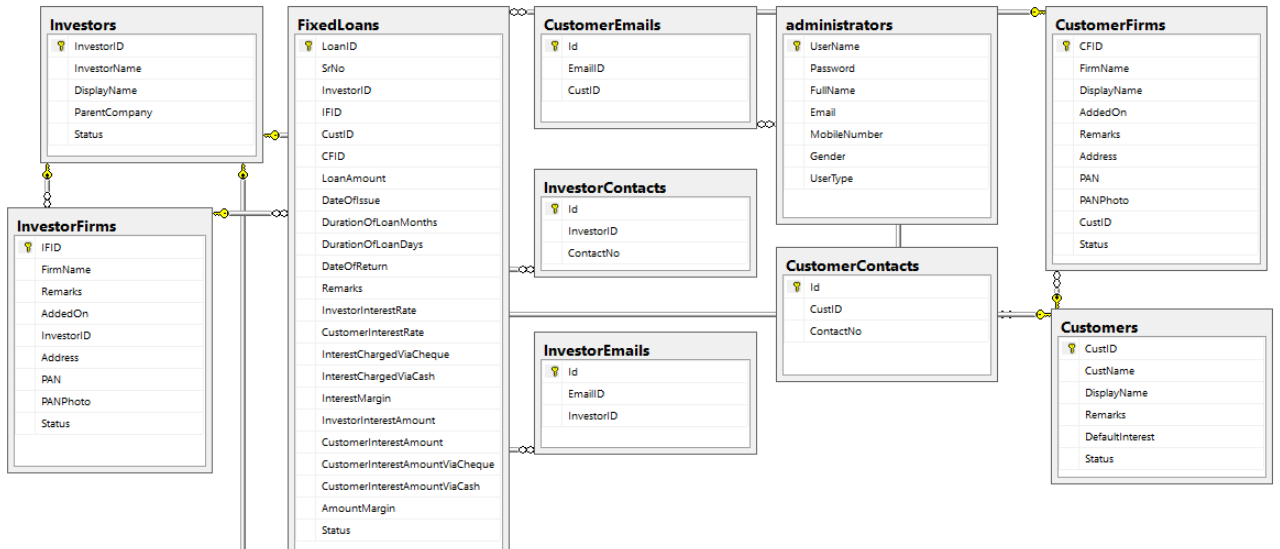 Investors
InvestorID
InvestorName
DisplayName
ParentCompany
Status
InvestorFirms
IFID
FirmName
Remarks
AddedOn
InvestorID
Address
PAN
PANPhoto
Status
FixedLoans
LoanID
SrNo
InvestorID
IFID
CustID
CFID
LoanAmount
DateOfIssue
DurationOfLoanMonths
DurationOfLoanDays
DateOfReturn
Remarks
InvestorInterestRate
CustomerInterestRate
InterestChargedViaCheque
InterestChargedViaCash
InterestMargin
InvestorInterestAmount
CustomerInterestAmount
CustomerInterestAmountViaCheque
CustomerInterestAmountViaCash
AmountMargin
Status
CustomerEmails
Id
EmailID
CustID
InvestorContacts
Id
InvestorID
ContactNo
InvestorEmails
Id
EmailID
InvestorID
administrators
UserName
Password
FullName
Email
MobileNumber
Gender
UserType
CustomerContacts
Id
CustID
ContactNo
CustomerFirms
CFID
FirmName
DisplayName
AddedOn
Remarks
Address
PAN
PANPhoto
CustID
Status
Customers
CustID
CustName
DisplayName
Remarks
DefaultInterest
Status